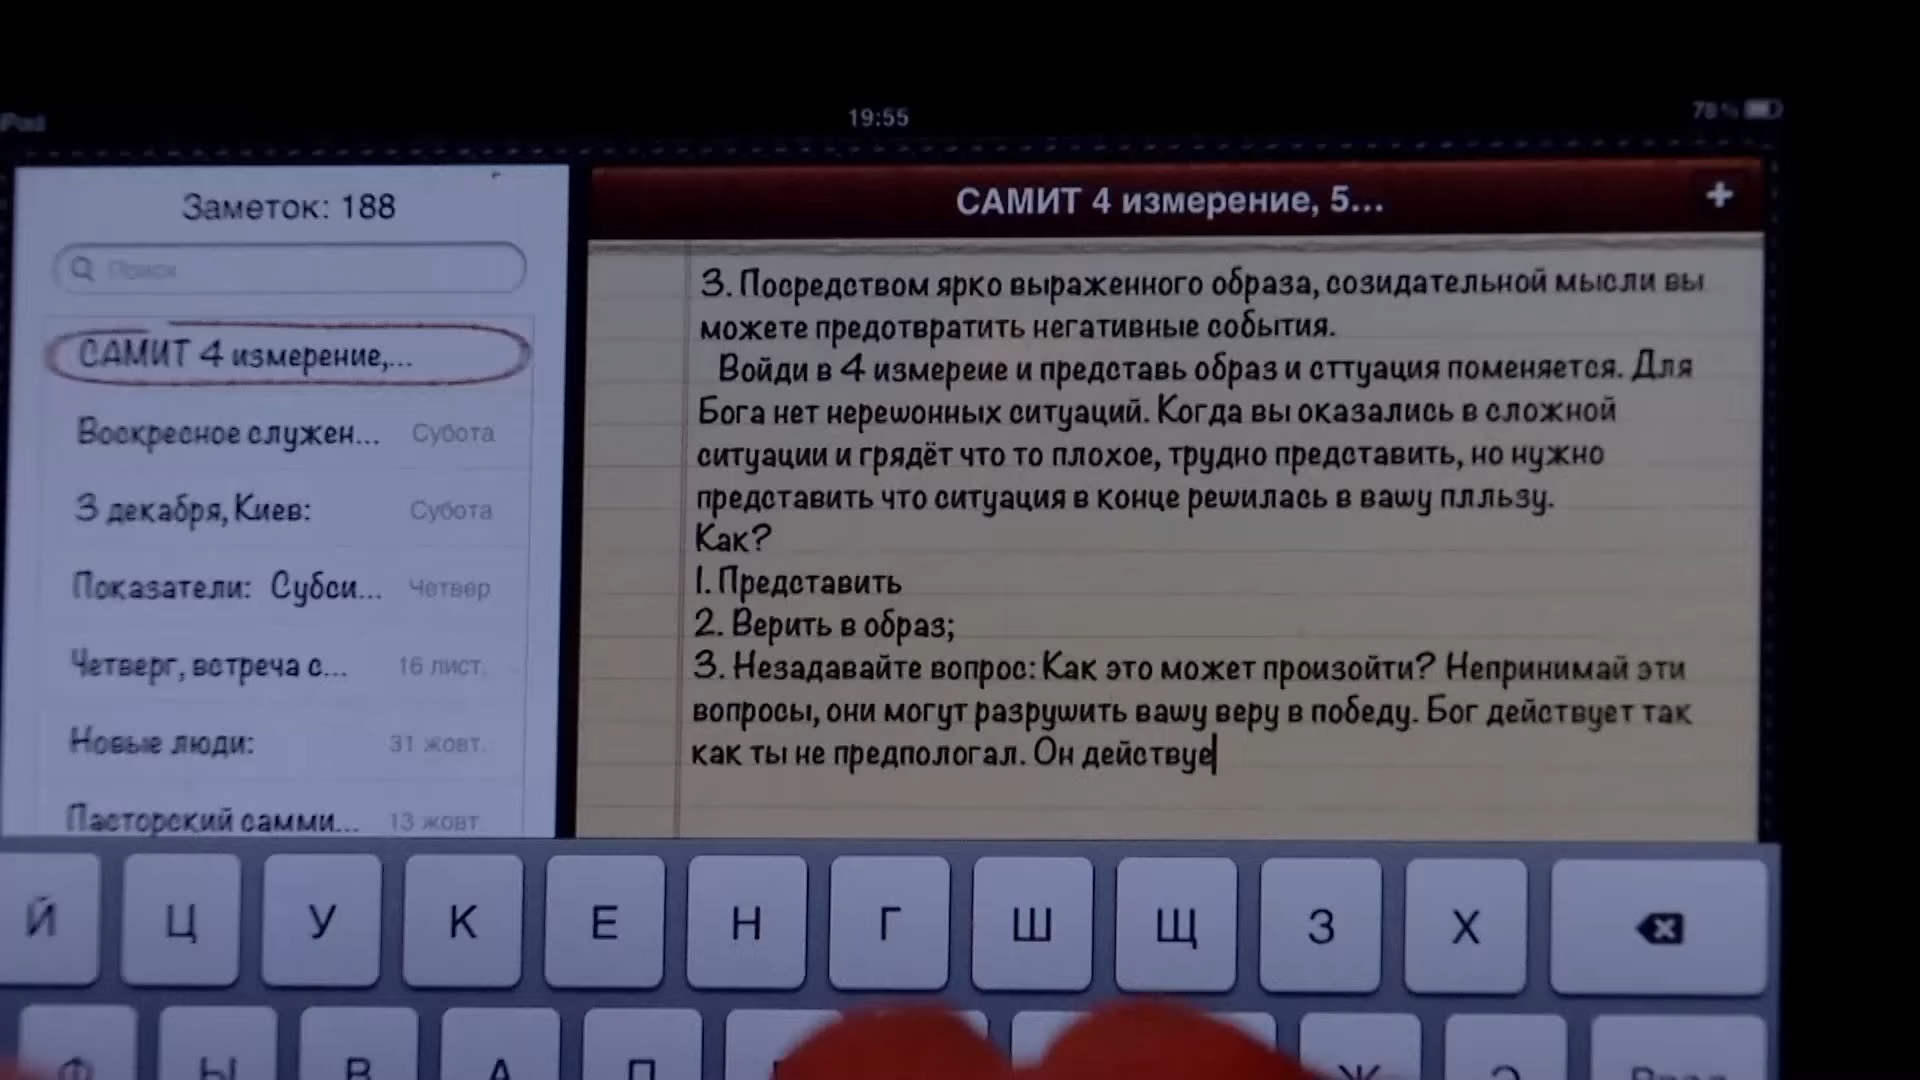 iPad
19:55
78%
Заметок: 188
Поиск
САМИТ 4 измерение,...
Воскресное служен... Субота
3 декабря, Киев: Субота
Показатели: Субси... Четвер
Четверг, встреча с... 16 лист.
Новые люди: 31 жовт.
Пасторский самми... 13 жовт.
САМИТ 4 измерение, 5... +
3. Посредством ярко выраженного образа, созидательной мысли вы
можете предотвратить негативные события.
Войди в 4 измереие и представь образ и сттуация поменяется. Для
Бога нет нерешонных ситуаций. Когда вы оказались в сложной
ситуации и грядёт что то плохое, трудно представить, но нужно
представить что ситуация в конце решилась в вашу плльзу.
Как?
1. Представить
2. Верить в образ;
3. Незадавайте вопрос: Как это может произойти? Непринимай эти
вопросы, они могут разрушить вашу веру в победу. Бог действует так
как ты не предпологал. Он действуе
Й Ц У К Е Н Г Ш Щ З Х
Ф Ы В А П Ж Э